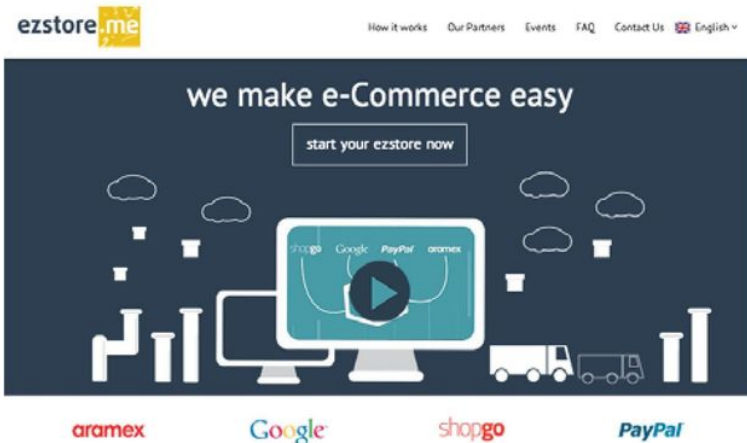 ezstore.me
How it works Our Partners Events FAQ Contact Us English
we make e-Commerce easy
start your ezstore now
shopgo Google PayPal aramex
aramex Google shopgo PayPal